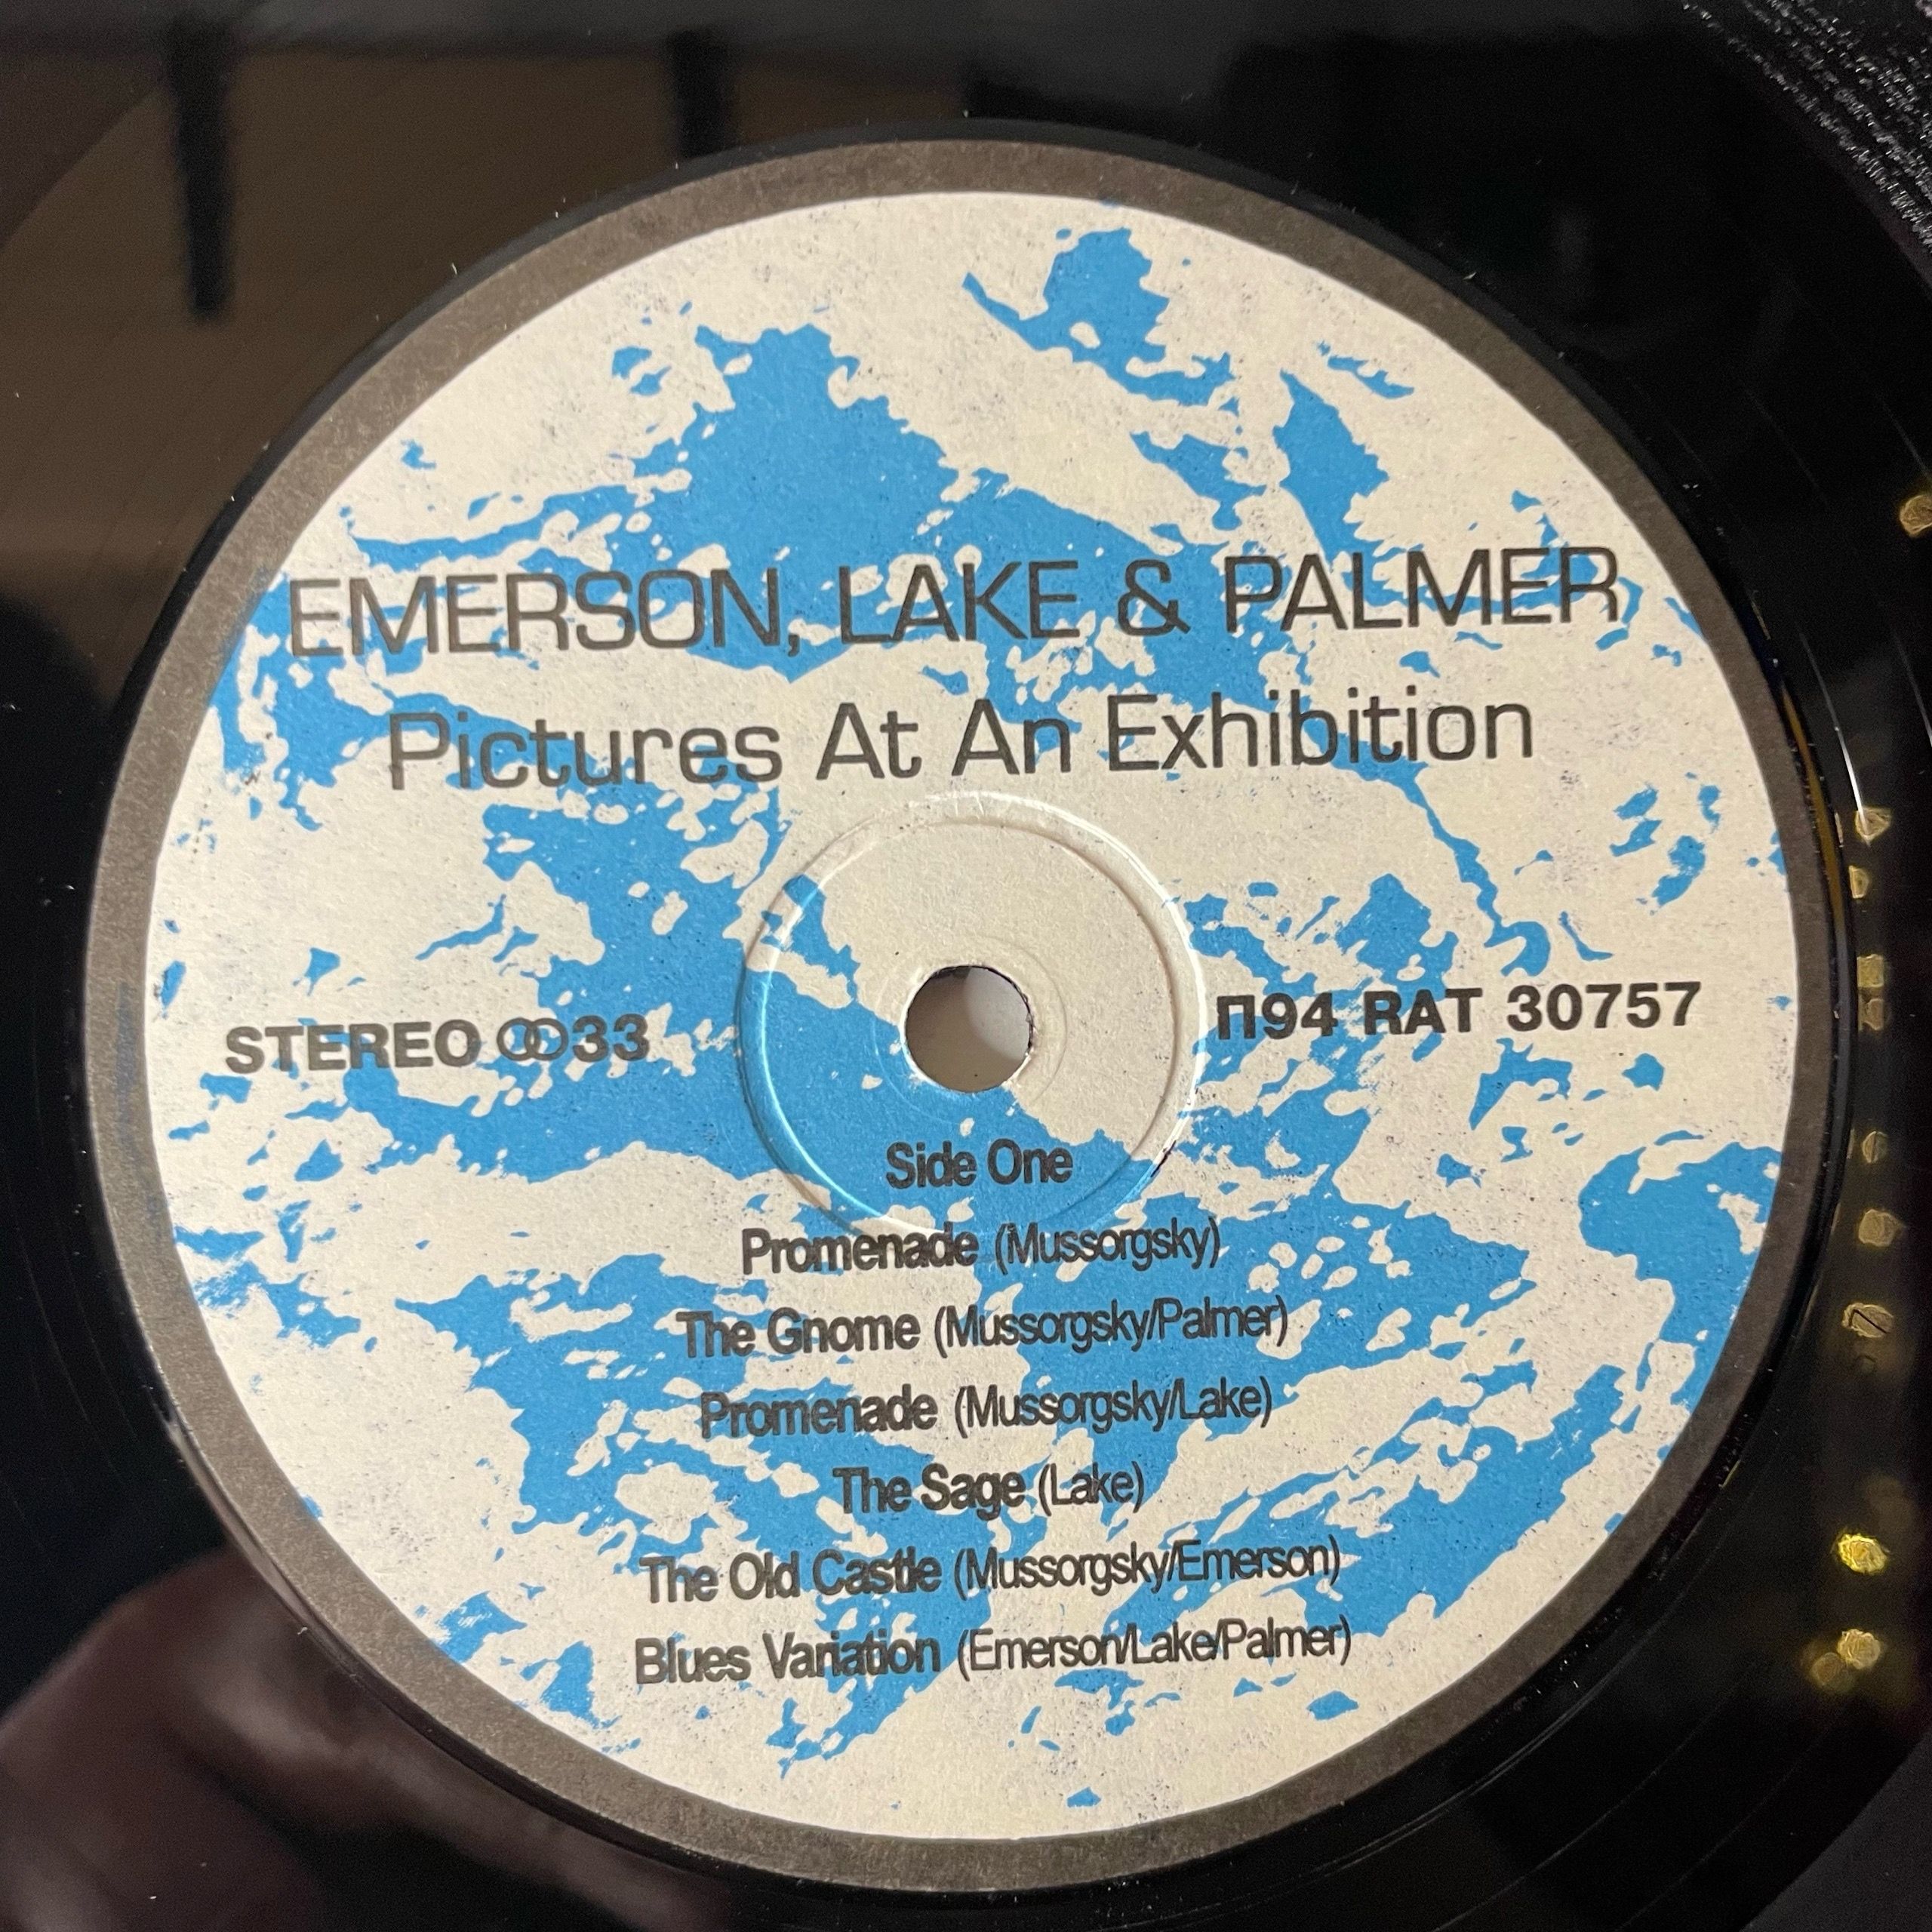 EMERSON, LAKE & PALMER
Pictures At An Exhibition
STEREO ꝎO33 П94 RAT 30757
Side One
Promenade (Mussorgsky)
The Gnome (Mussorgsky/Palmer)
Promenade (Mussorgsky/Lake)
The Sage (Lake)
The Old Castle (Mussorgsky/Emerson)
Blues Variation (Emerson/Lake/Palmer)